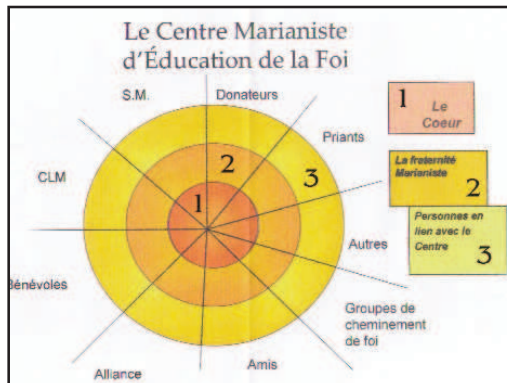 Le Centre Marianiste
d'Éducation de la Foi
S.M.
Donateurs
Priants
CLM
Autres
Bénévoles
Groupes de
cheminement
de foi
Alliance
Amis
1
2
3
1
Le
Coeur
La fraternité
Marianiste
2
Personnes en
lien avec le
Centre
3